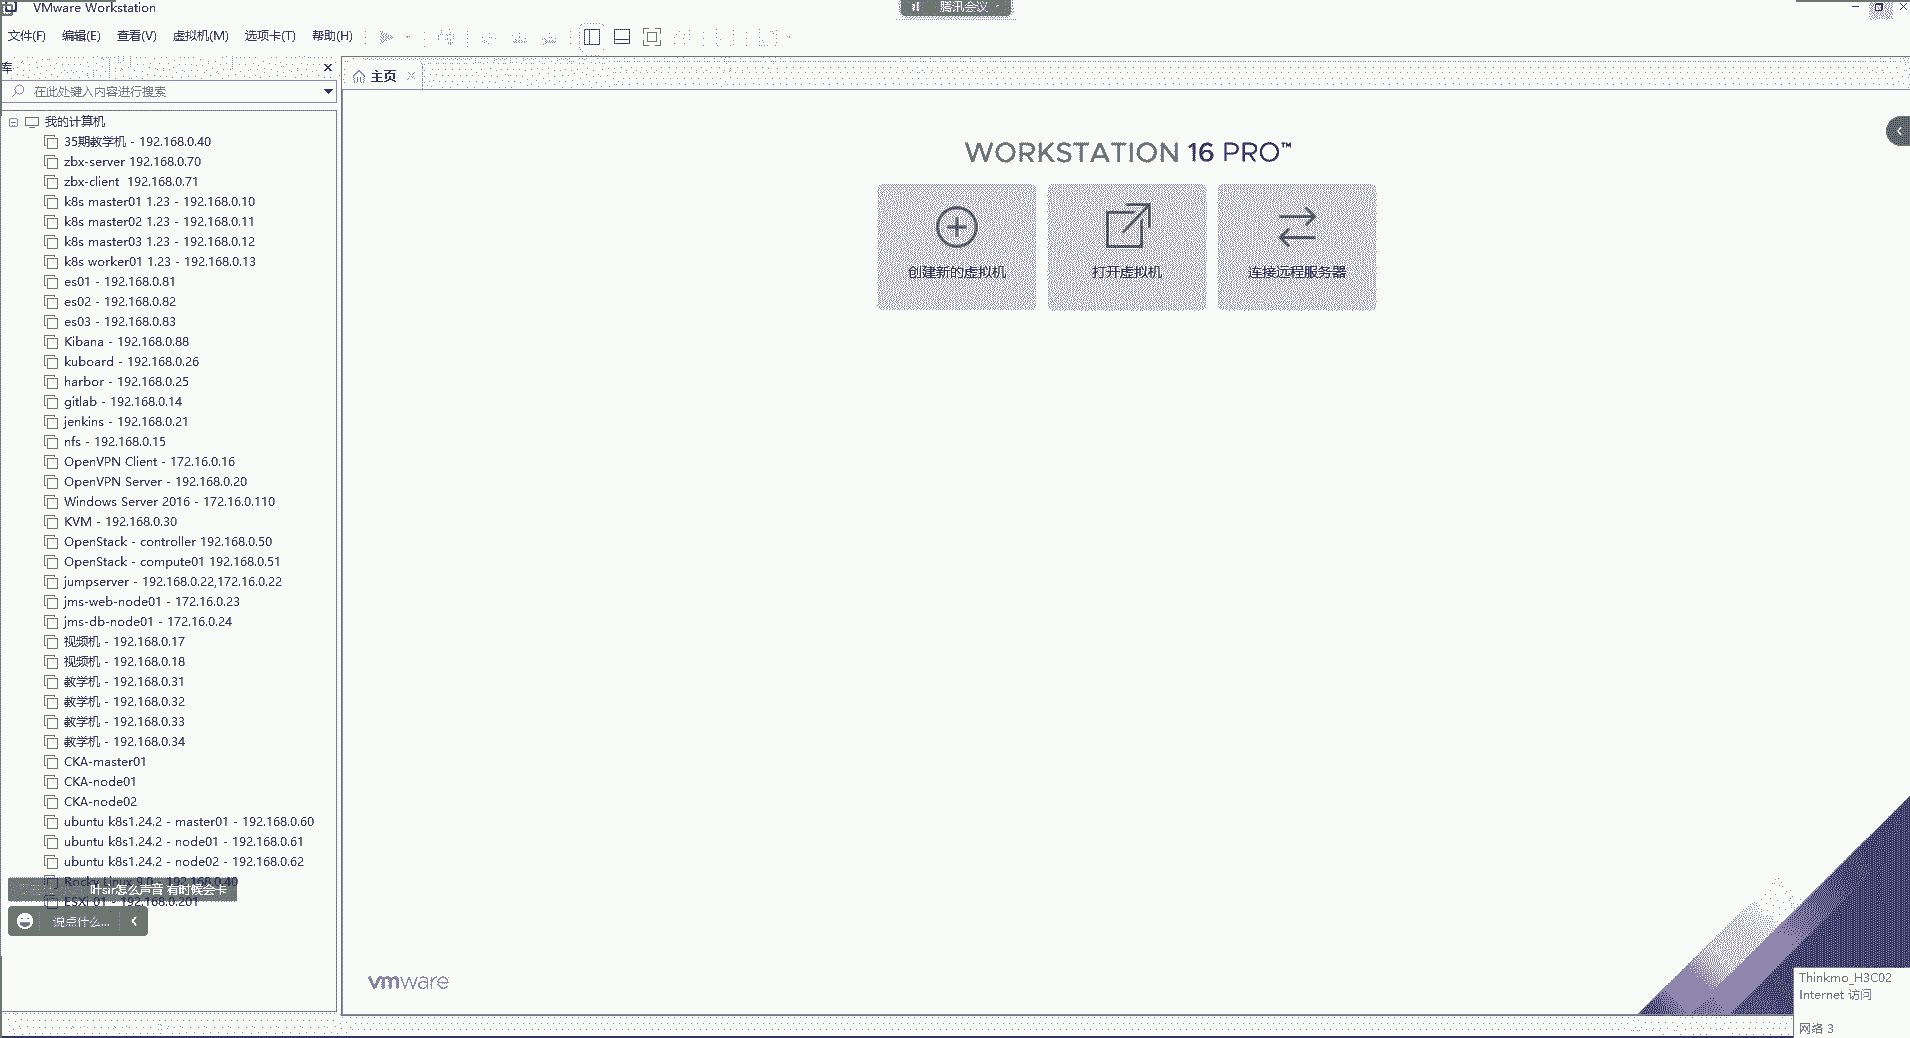 VMware Workstation
腾讯会议
文件(F) 编辑(E) 查看(V) 虚拟机(M) 选项卡(T) 帮助(H)
库
主页
在此处键入内容进行搜索
我的计算机
35期教学机 - 192.168.0.40
zbx-server 192.168.0.70
zbx-client 192.168.0.71
k8s master01 1.23 - 192.168.0.10
k8s master02 1.23 - 192.168.0.11
k8s master03 1.23 - 192.168.0.12
k8s worker01 1.23 - 192.168.0.13
es01 - 192.168.0.81
es02 - 192.168.0.82
es03 - 192.168.0.83
Kibana - 192.168.0.88
kuboard - 192.168.0.26
harbor - 192.168.0.25
gitlab - 192.168.0.14
jenkins - 192.168.0.21
nfs - 192.168.0.15
OpenVPN Client - 172.16.0.16
OpenVPN Server - 192.168.0.20
Windows Server 2016 - 172.16.0.110
KVM - 192.168.0.30
OpenStack - controller 192.168.0.50
OpenStack - compute01 192.168.0.51
jumpserver - 192.168.0.22,172.16.0.22
jms-web-node01 - 172.16.0.23
jms-db-node01 - 172.16.0.24
视频机 - 192.168.0.17
视频机 - 192.168.0.18
教学机 - 192.168.0.31
教学机 - 192.168.0.32
教学机 - 192.168.0.33
教学机 - 192.168.0.34
CKA-master01
CKA-node01
CKA-node02
ubuntu k8s1.24.2 - master01 - 192.168.0.60
ubuntu k8s1.24.2 - node01 - 192.168.0.61
ubuntu k8s1.24.2 - node02 - 192.168.0.62
Rocky Linux 9.0 - 192.168.0.40
叶sir怎么声音 有时候会卡
ESXi 01 - 192.168.0.201
说点什么...
WORKSTATION 16 PRO™
创建新的虚拟机
打开虚拟机
连接远程服务器
vmware
Thinkmo_H3C02
Internet 访问
网络 3